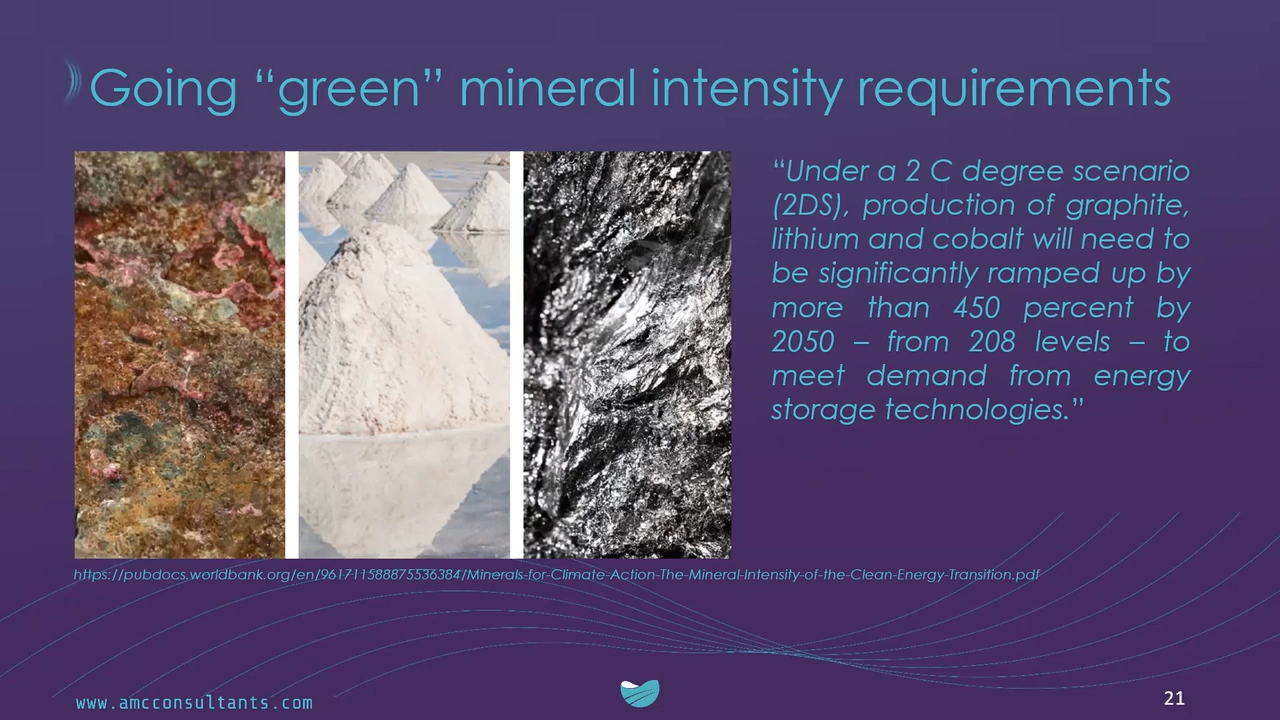 Going “green” mineral intensity requirements
“Under a 2 C degree scenario
(2DS), production of graphite,
lithium and cobalt will need to
be significantly ramped up by
more than 450 percent by
2050 – from 208 levels – to
meet demand from energy
storage technologies.”
https://pubdocs.worldbank.org/en/961711588875536384/Minerals-for-Climate-Action-The-Mineral-Intensity-of-the-Clean-Energy-Transition.pdf
www.amcconsultants.com
21